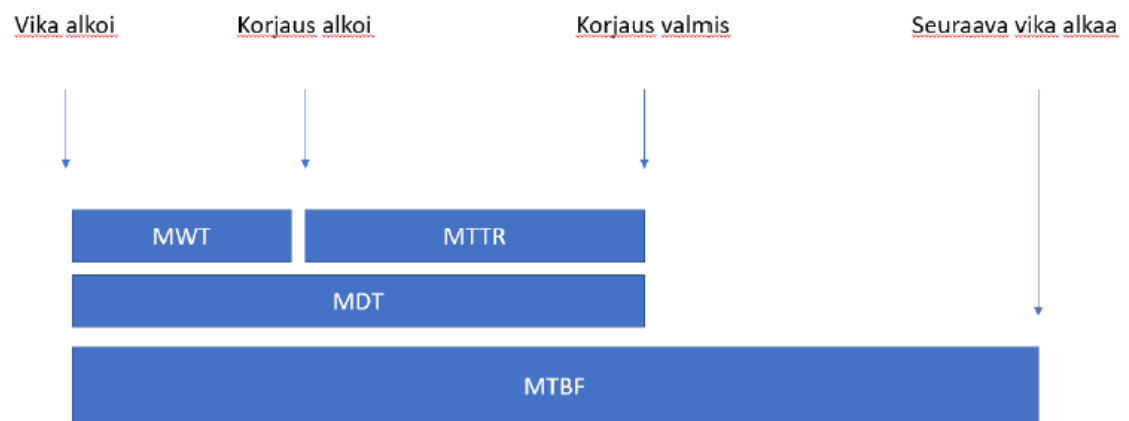 Vika alkoi
Korjaus alkoi
Korjaus valmis
Seuraava vika alkaa
MWT
MTTR
MDT
MTBF